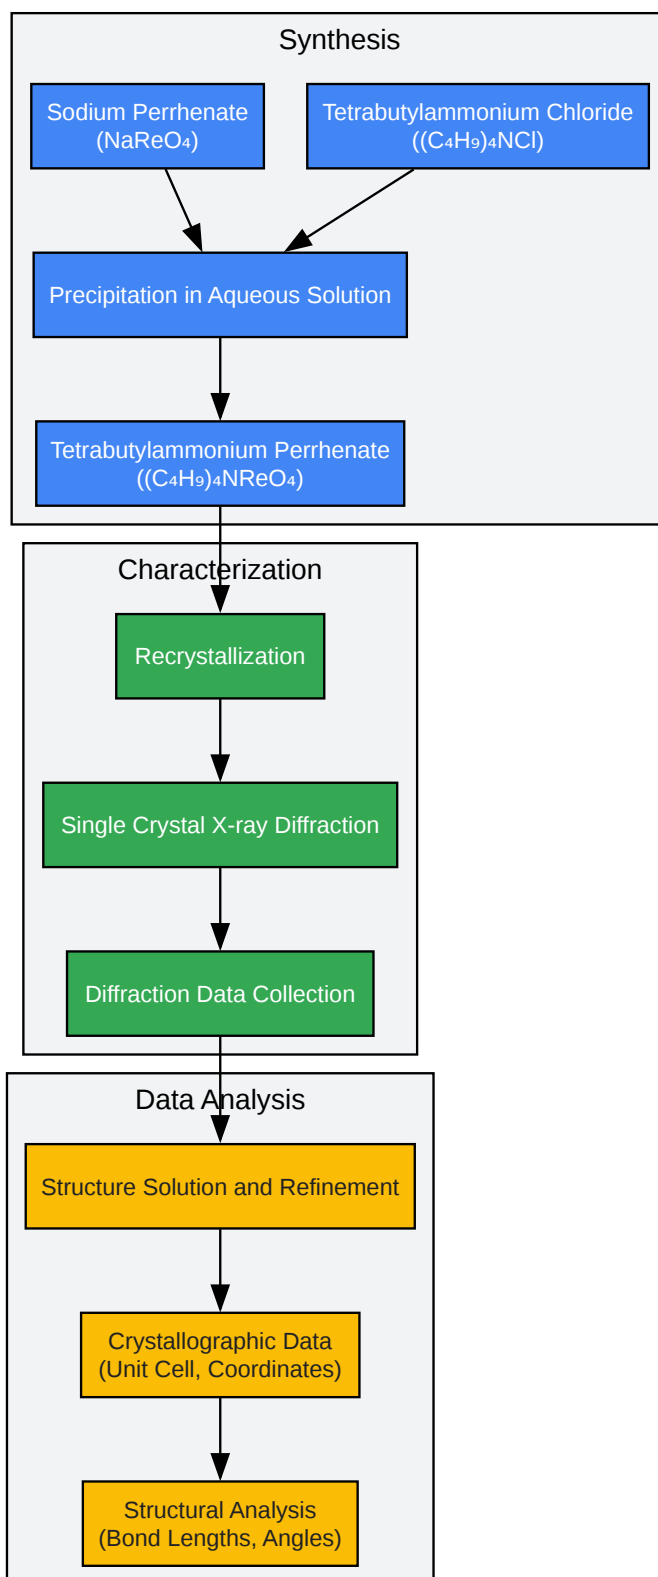 Synthesis
Sodium Perrhenate
(NaReO₄)
Tetrabutylammonium Chloride
((C₄H₉)₄NCl)
Precipitation in Aqueous Solution
Tetrabutylammonium Perrhenate
((C₄H₉)₄NReO₄)
Characterization
Recrystallization
Single Crystal X-ray Diffraction
Diffraction Data Collection
Data Analysis
Structure Solution and Refinement
Crystallographic Data
(Unit Cell, Coordinates)
Structural Analysis
(Bond Lengths, Angles)